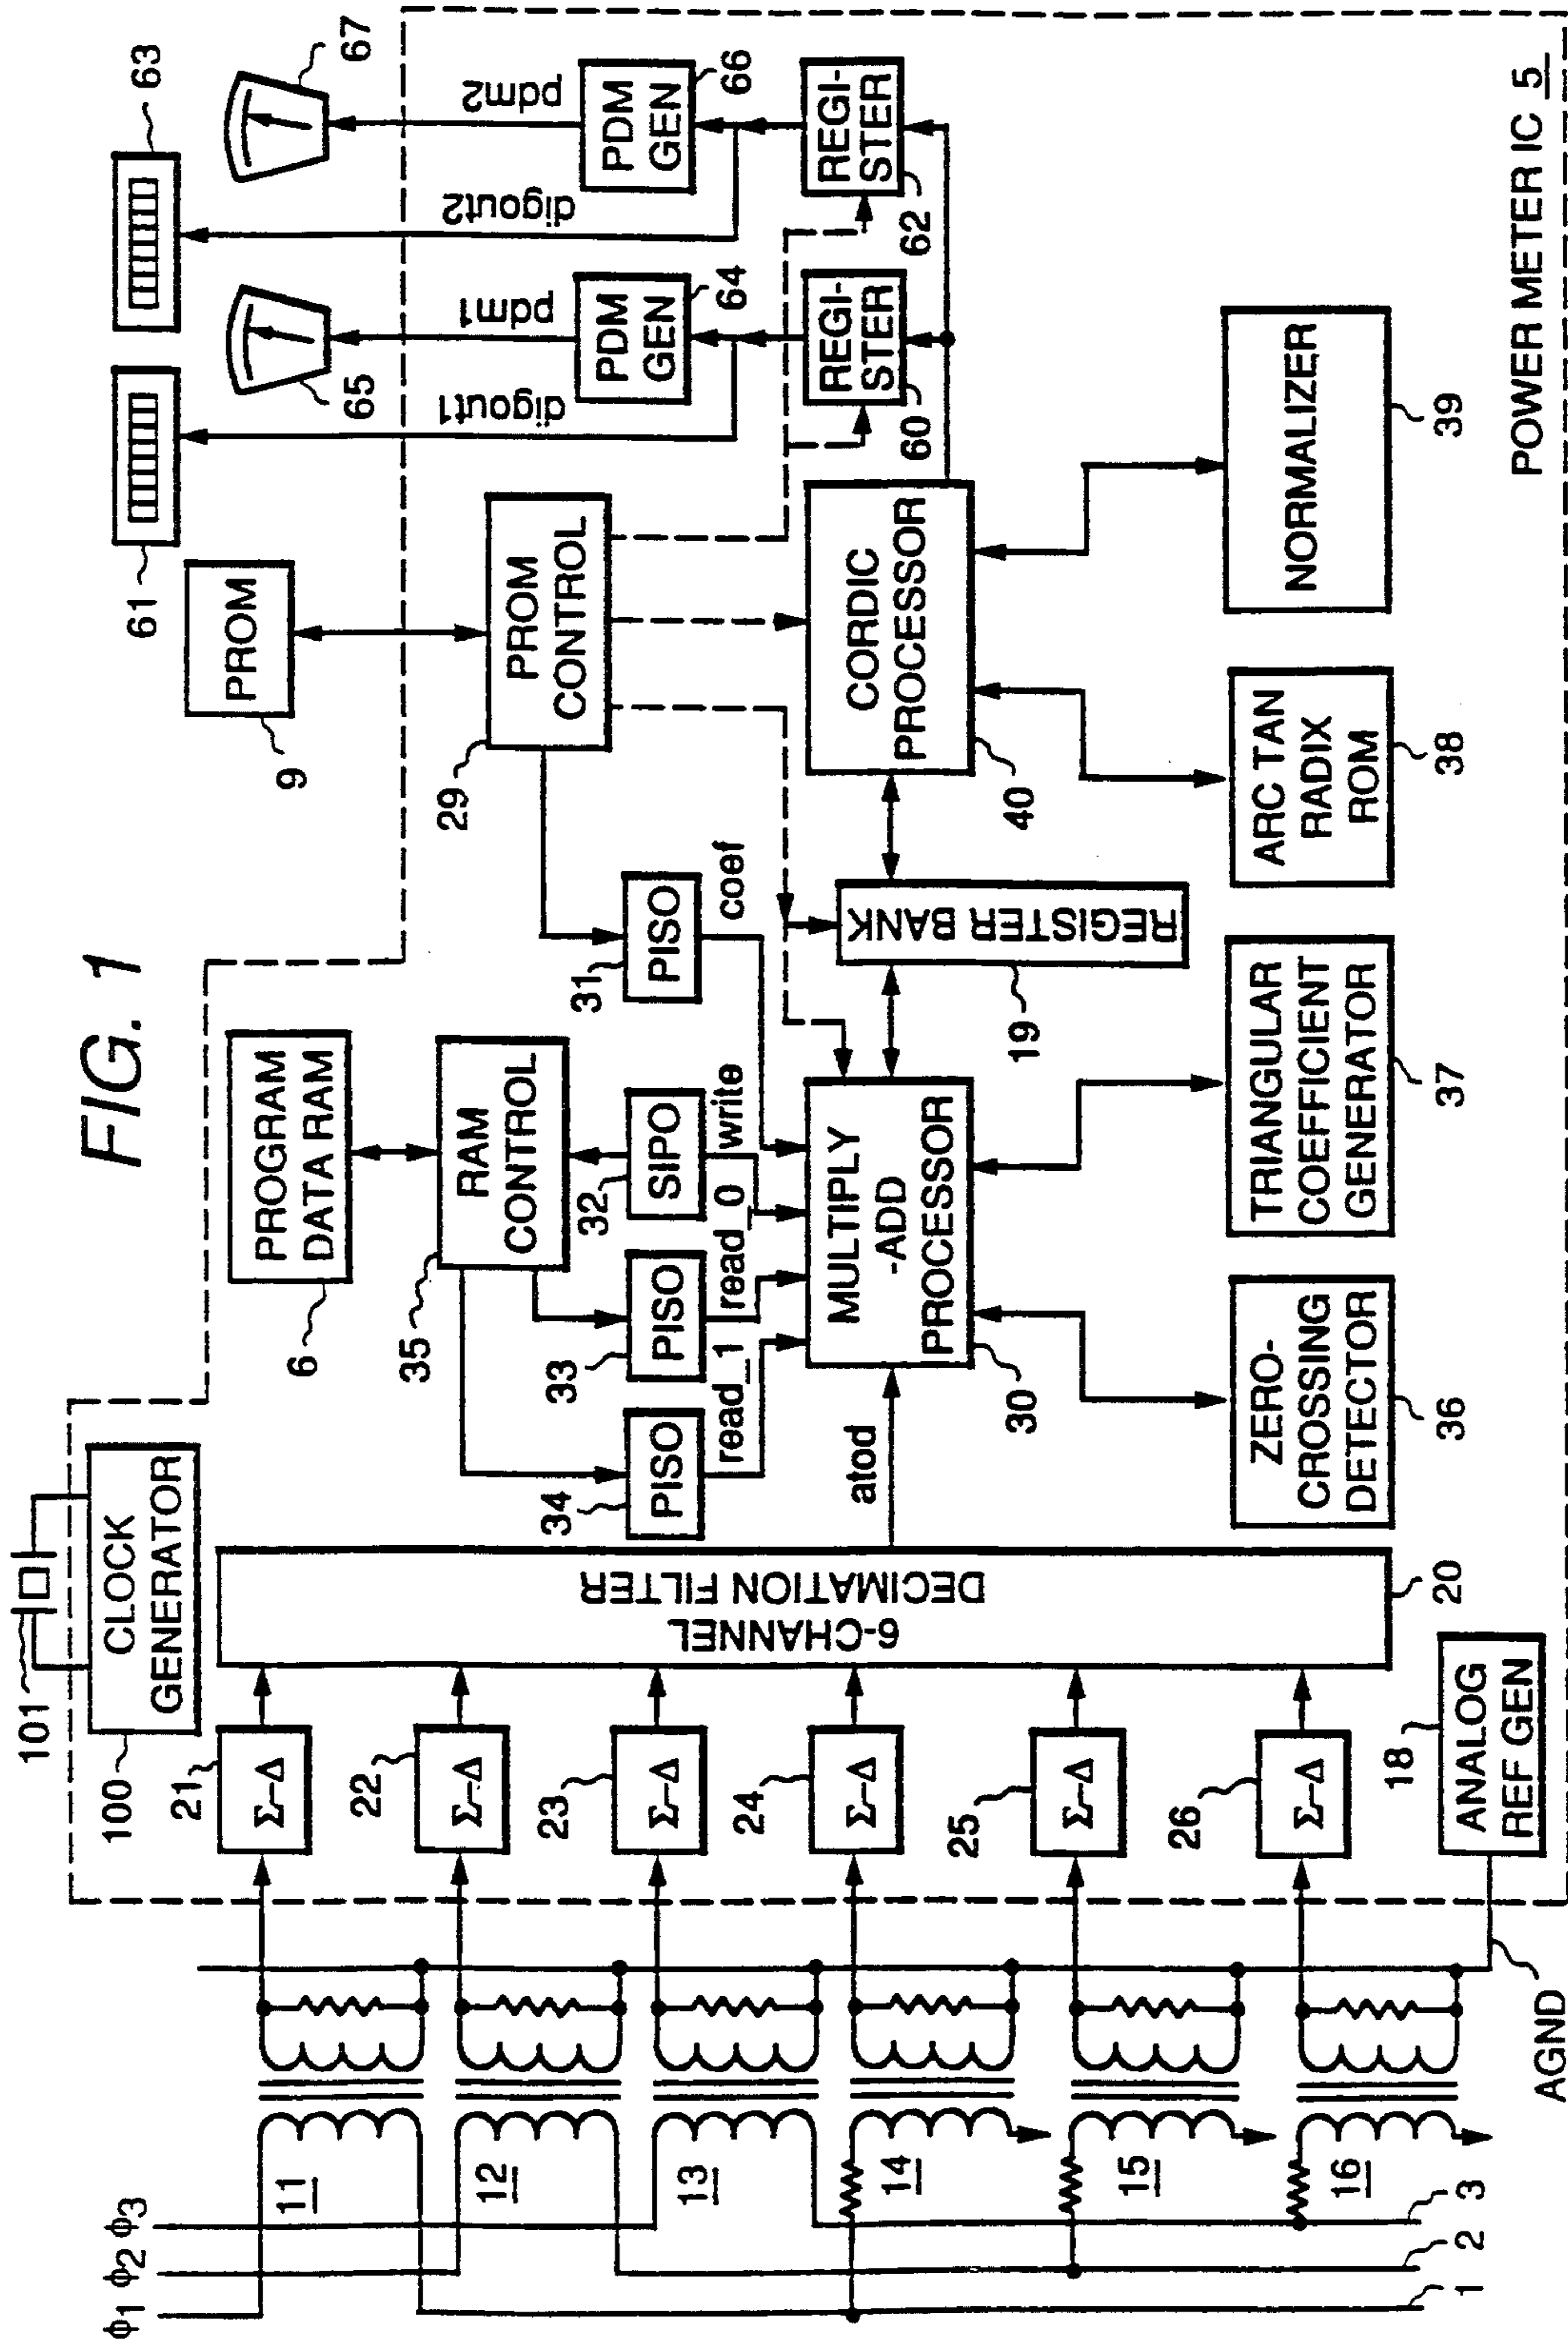 FIG. 1
101
100
CLOCK
GENERATOR
PROGRAM
DATA RAM
6
PROM
9
61
63
65
67
35
RAM
CONTROL
29
PROM
CONTROL
digout1
pdm1
digout2
pdm2
PDM
GEN
64
PDM
GEN
66
34
PISO
33
PISO
32
SIPO
31
PISO
read_1
read_0
write
coef
REGI-
STER
60
REGI-
STER
62
ϕ1
ϕ2
ϕ3
11
12
13
14
15
16
1
2
3
AGND
21
Σ–Δ
22
Σ–Δ
23
Σ–Δ
24
Σ–Δ
25
Σ–Δ
26
Σ–Δ
18
ANALOG
REF GEN
6-CHANNEL
DECIMATION FILTER
20
atod
MULTIPLY
-ADD
PROCESSOR
30
REGISTER BANK
19
CORDIC
PROCESSOR
40
ZERO-
CROSSING
DETECTOR
36
TRIANGULAR
COEFFICIENT
GENERATOR
37
ARC TAN
RADIX
ROM
38
NORMALIZER
39
POWER METER IC 5